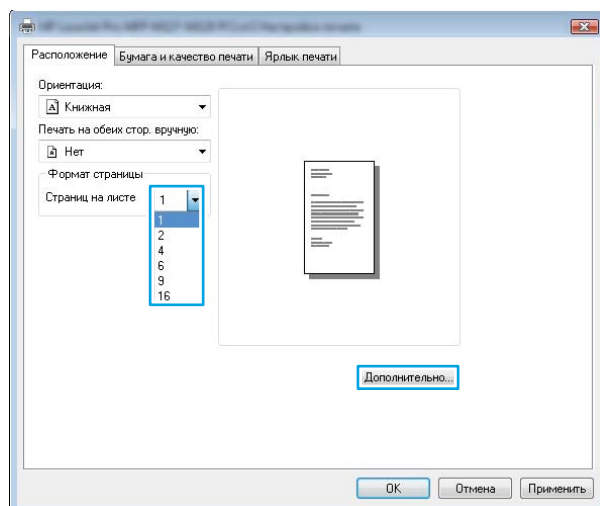 Расположение Бумага и качество печати Ярлык печати
Ориентация:
Книжная
Печать на обеих стор. вручную:
Нет
Формат страницы
Страниц на листе 1
1
2
4
6
9
16
Дополнительно...
OK Отмена Применить